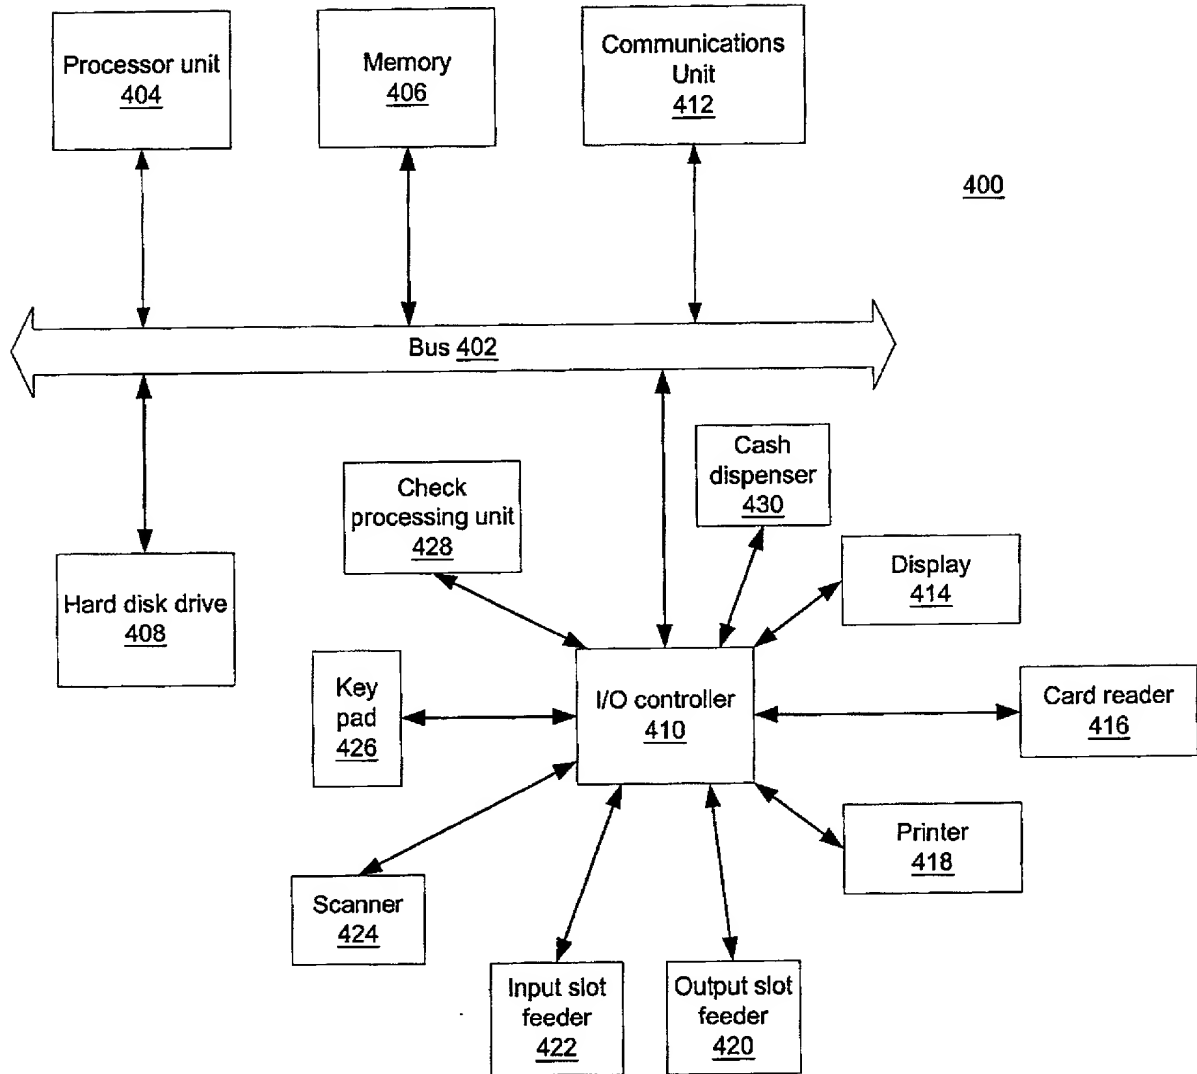 Processor unit
404
Memory
406
Communications
Unit
412
400
Bus 402
Cash
dispenser
430
Check
processing unit
428
Display
414
Hard disk drive
408
Key
pad
426
I/O controller
410
Card reader
416
Printer
418
Scanner
424
Input slot
feeder
422
Output slot
feeder
420